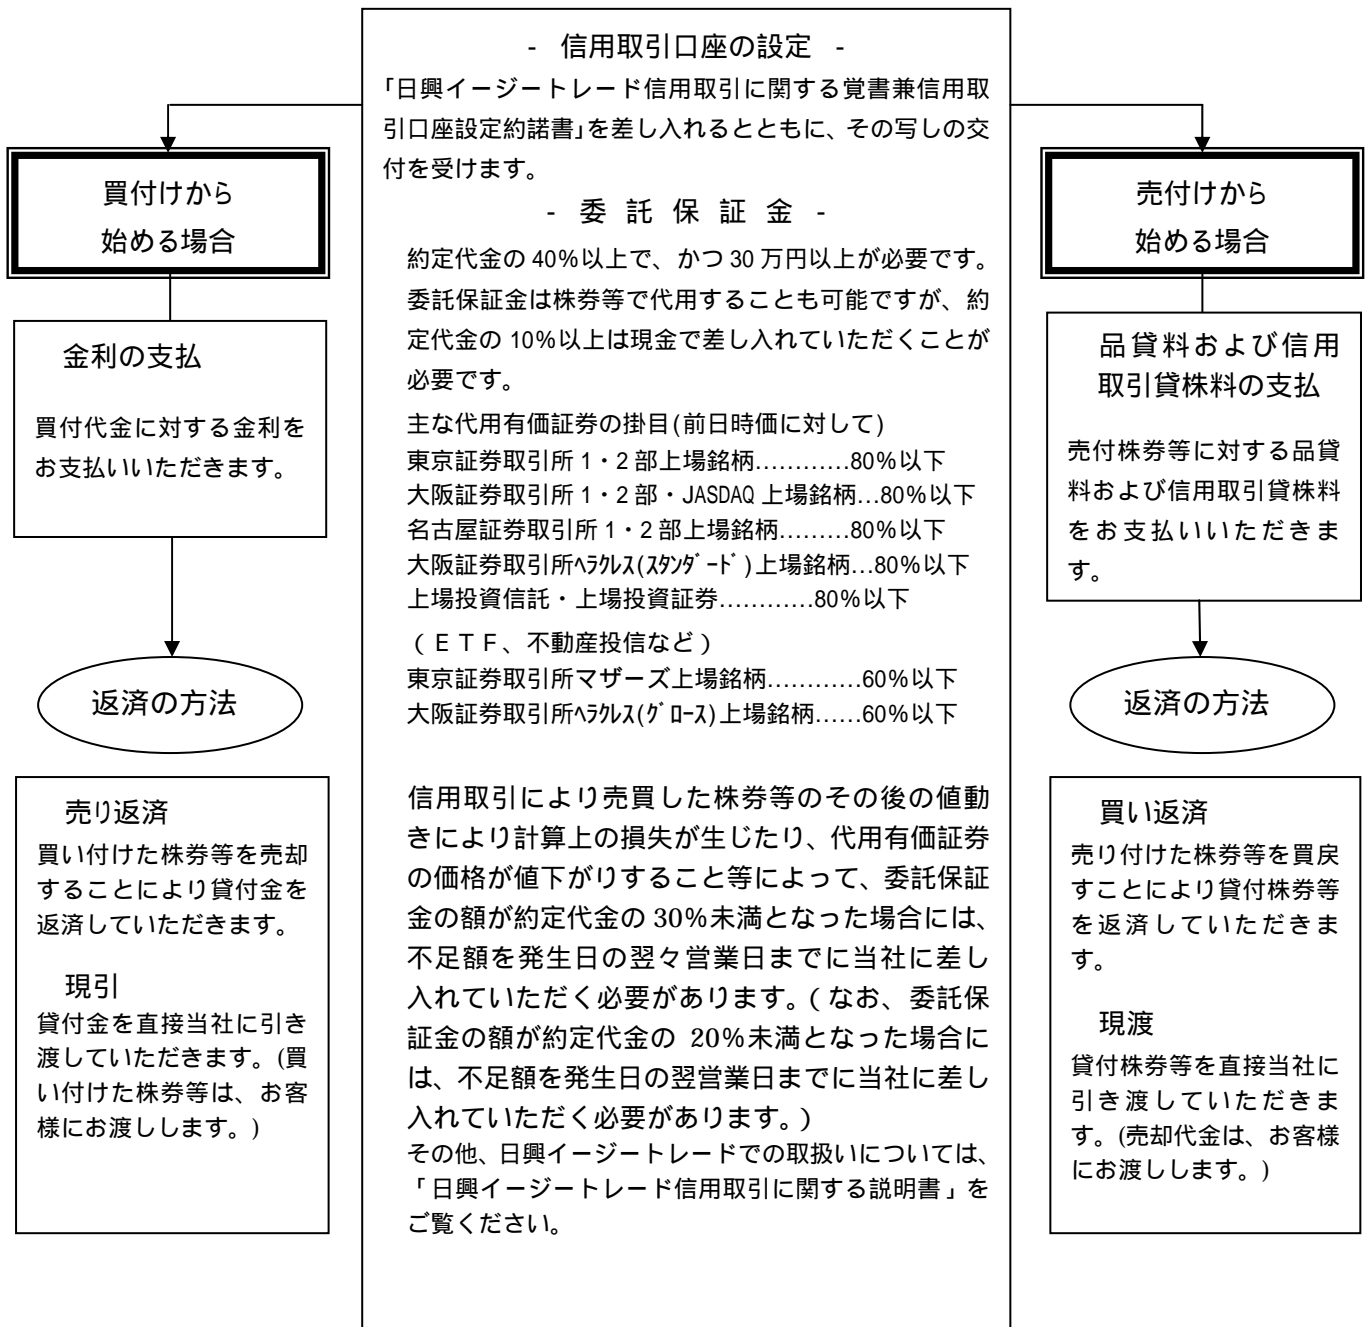 - 信用取引口座の設定 -
「日興イージートレード信用取引に関する覚書兼信用取
引口座設定約諾書」を差し入れるとともに、その写しの交
付を受けます。
- 委 託 保 証 金 -
約定代金の 40％以上で、かつ 30 万円以上が必要です。
委託保証金は株券等で代用することも可能ですが、約
定代金の 10％以上は現金で差し入れていただくことが
必要です。
主な代用有価証券の掛目(前日時価に対して)
東京証券取引所 1・2 部上場銘柄…………80％以下
大阪証券取引所 1・2 部・JASDAQ 上場銘柄…80％以下
名古屋証券取引所 1・2 部上場銘柄………80％以下
大阪証券取引所ﾍﾗｸﾚｽ(ｽﾀﾝﾀﾞｰﾄﾞ)上場銘柄…80％以下
上場投資信託・上場投資証券…………80％以下
（ＥＴＦ、不動産投信など）
東京証券取引所マザーズ上場銘柄…………60％以下
大阪証券取引所ﾍﾗｸﾚｽ(ｸﾞﾛｰｽ)上場銘柄……60％以下
信用取引により売買した株券等のその後の値動
きにより計算上の損失が生じたり、代用有価証券
の価格が値下がりすること等によって、委託保証
金の額が約定代金の 30％未満となった場合には、
不足額を発生日の翌々営業日までに当社に差し
入れていただく必要があります。（なお、委託保
証金の額が約定代金の 20％未満となった場合に
は、不足額を発生日の翌営業日までに当社に差し
入れていただく必要があります。）
その他、日興イージートレードでの取扱いについては、
「日興イージートレード信用取引に関する説明書」を
ご覧ください。
買付けから
始める場合
金利の支払
買付代金に対する金利を
お支払いいただきます。
返済の方法
売り返済
買い付けた株券等を売却
することにより貸付金を
返済していただきます。
現引
貸付金を直接当社に引き
渡していただきます。(買
い付けた株券等は、お客
様にお渡しします。)
売付けから
始める場合
品貸料および信用
取引貸株料の支払
売付株券等に対する品貸
料および信用取引貸株料
をお支払いいただきま
す。
返済の方法
買い返済
売り付けた株券等を買戻
すことにより貸付株券等
を返済していただきま
す。
現渡
貸付株券等を直接当社に
引き渡していただきま
す。(売却代金は、お客様
にお渡しします。)